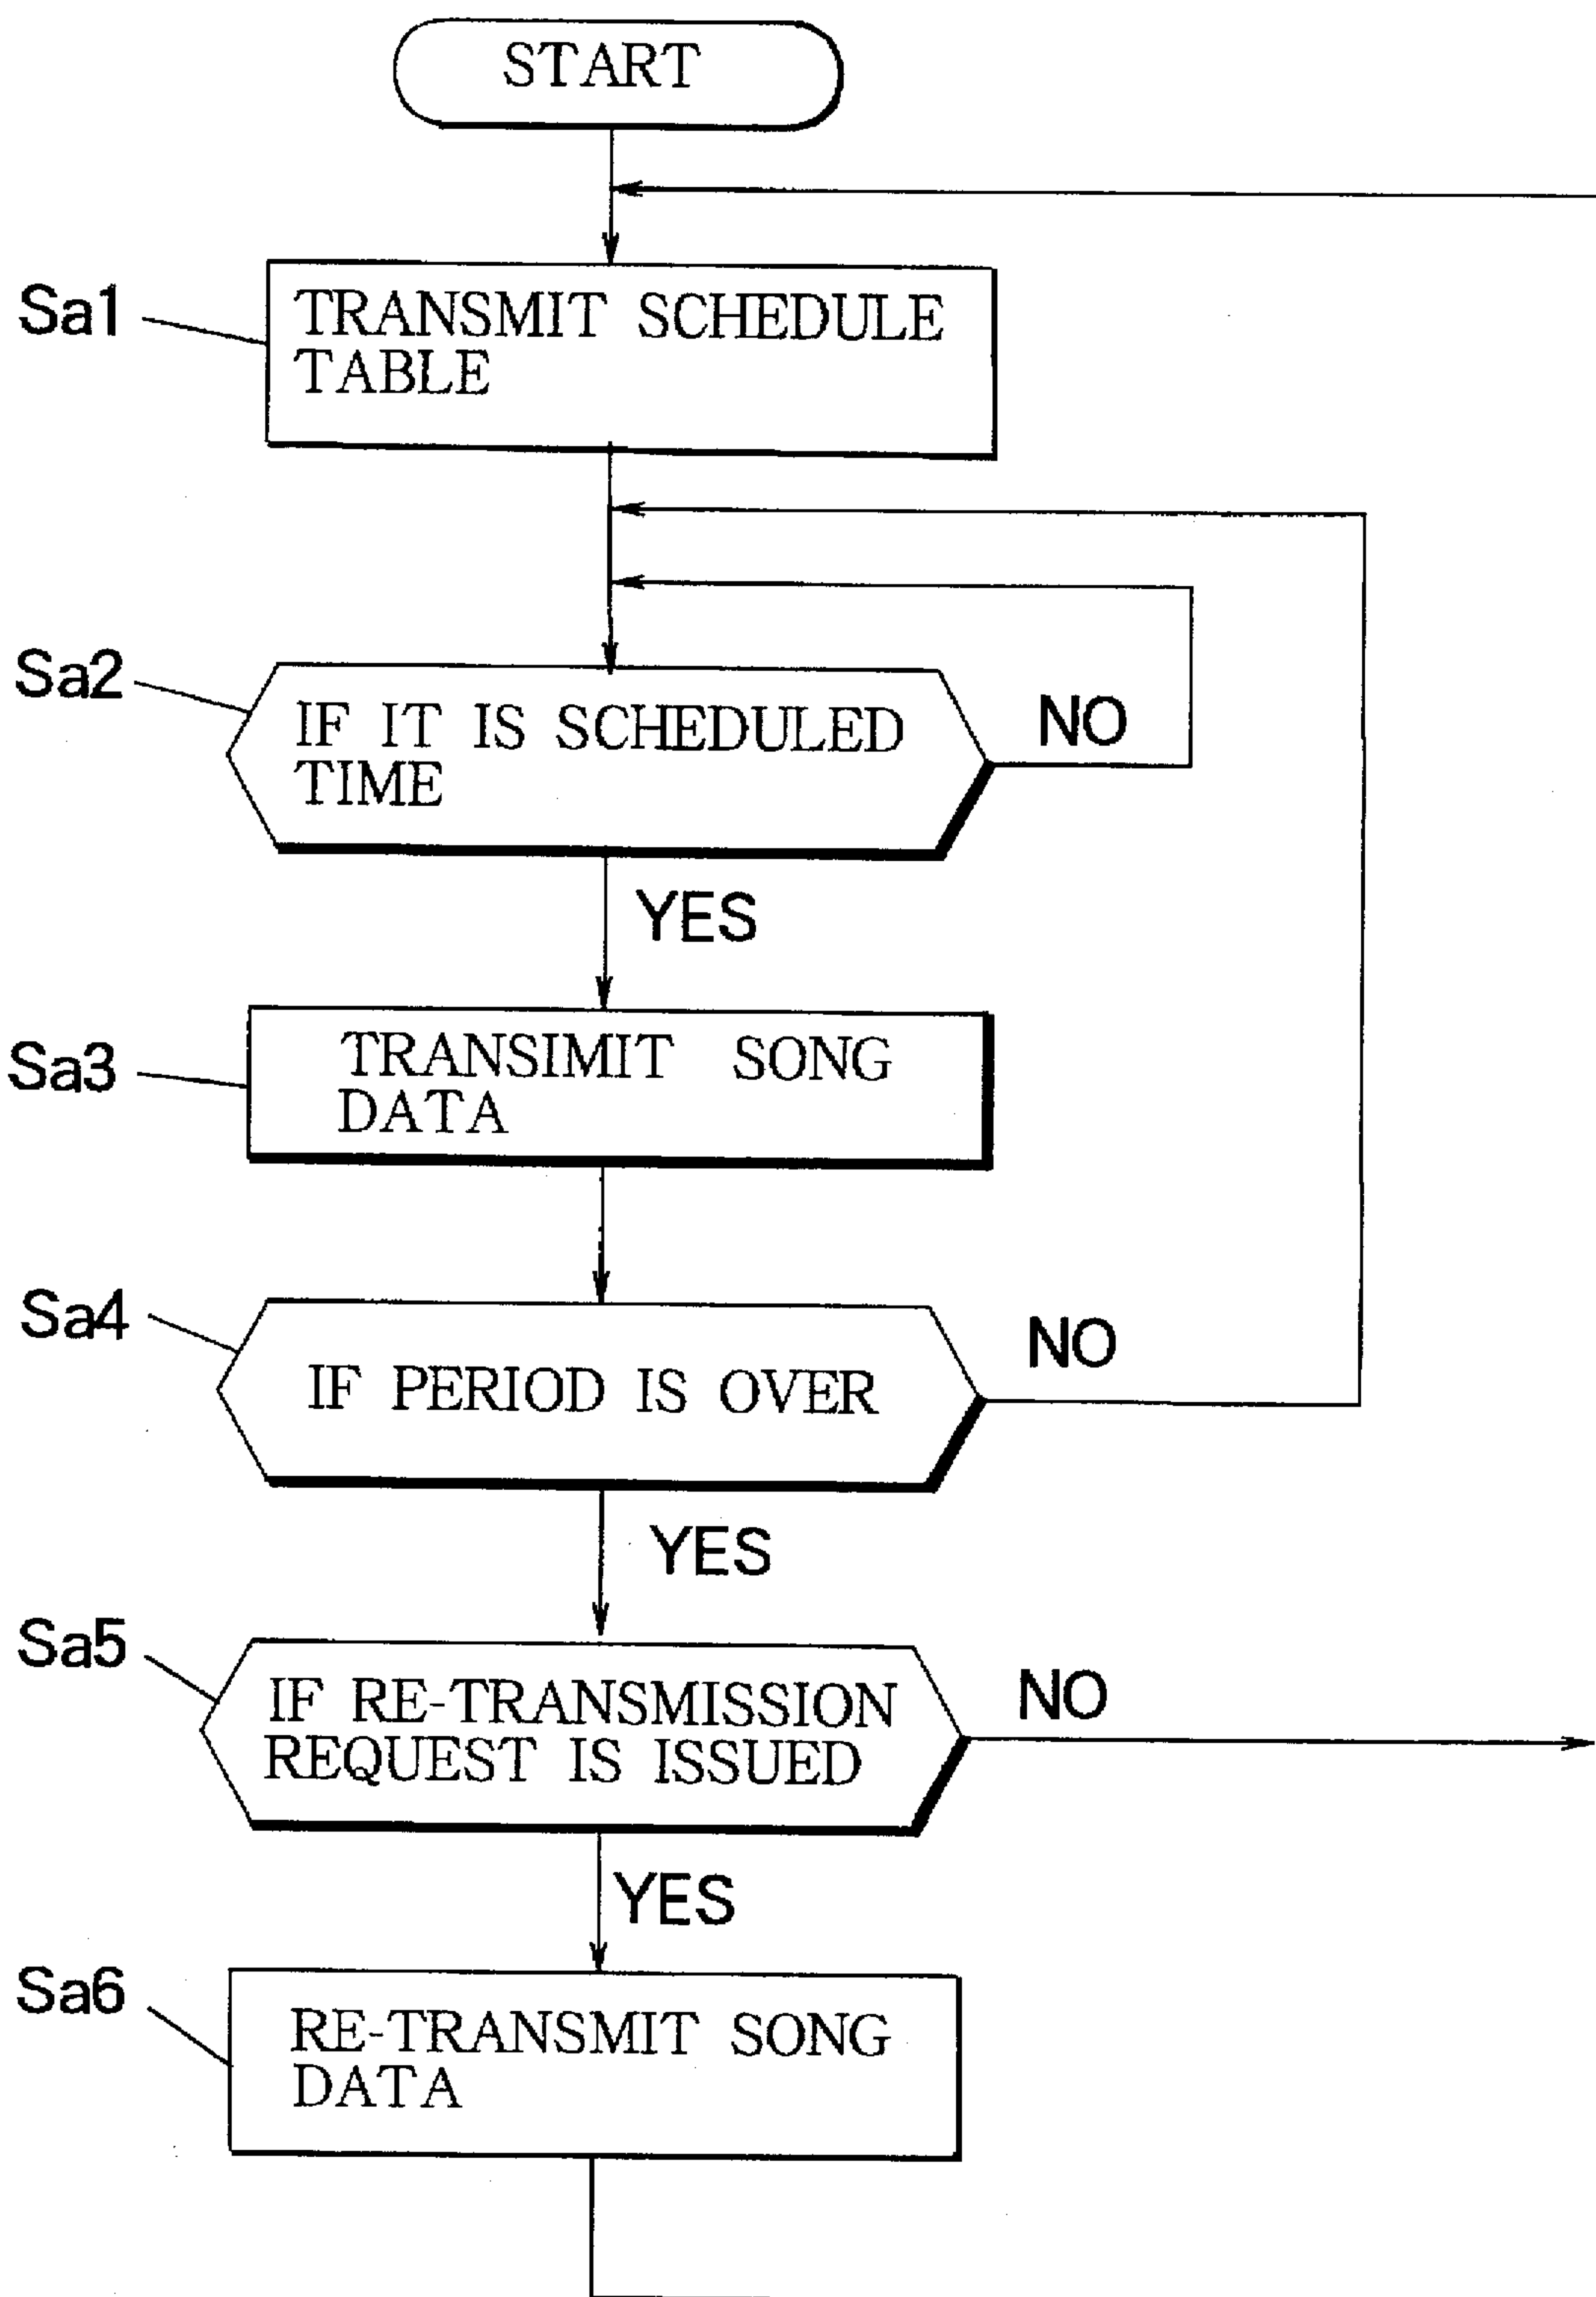 START
Sa1
TRANSMIT SCHEDULE
TABLE
Sa2
IF IT IS SCHEDULED
TIME
NO
YES
Sa3
TRANSIMIT SONG
DATA
Sa4
IF PERIOD IS OVER
NO
YES
Sa5
IF RE-TRANSMISSION
REQUEST IS ISSUED
NO
YES
Sa6
RE-TRANSMIT SONG
DATA